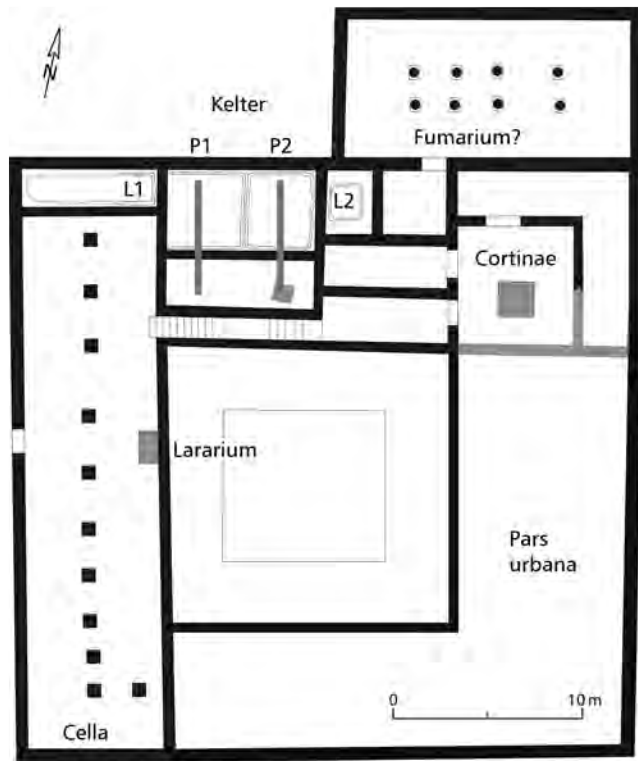 N
Kelter
P1
P2
Fumarium?
L1
L2
Cortinae
Lararium
Pars
urbana
0
10 m
Cella